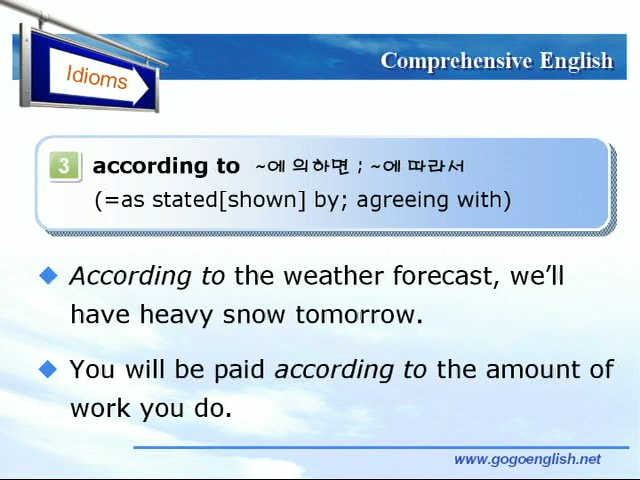 Idioms
Comprehensive English
3 according to ~에 의하면 ; ~에 따라서
(=as stated[shown] by; agreeing with)
According to the weather forecast, we’ll
have heavy snow tomorrow.
You will be paid according to the amount of
work you do.
www.gogoenglish.net